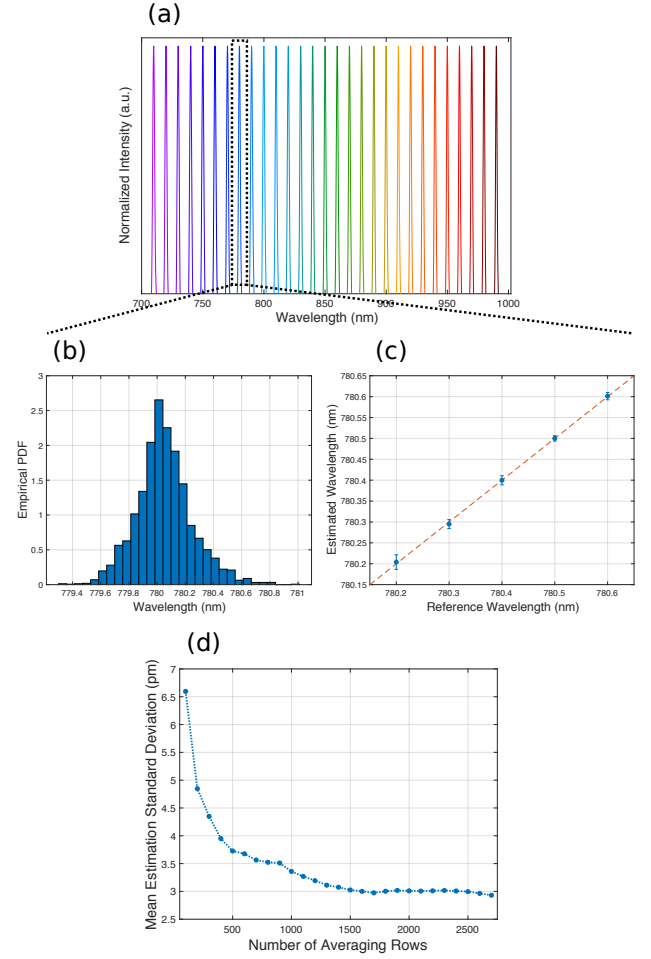 (a)
Normalized Intensity (a.u.)
700 750 800 850 900 950 1000
Wavelength (nm)
(b)
Empirical PDF
3
2.5
2
1.5
1
0.5
0
779.4 779.6 779.8 780 780.2 780.4 780.6 780.8 781
Wavelength (nm)
(c)
Estimated Wavelength (nm)
780.65
780.6
780.55
780.5
780.45
780.4
780.35
780.3
780.25
780.2
780.15
780.2 780.3 780.4 780.5 780.6
Reference Wavelength (nm)
(d)
Mean Estimation Standard Deviation (pm)
7
6.5
6
5.5
5
4.5
4
3.5
3
2.5
500 1000 1500 2000 2500
Number of Averaging Rows